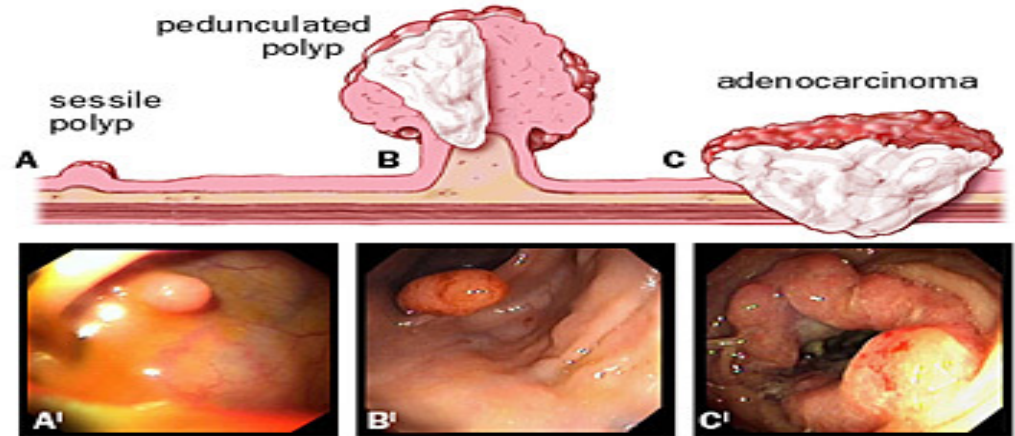 pedunculated
polyp
adenocarcinoma
sessile
polyp
A
B
C
A'
B'
C'